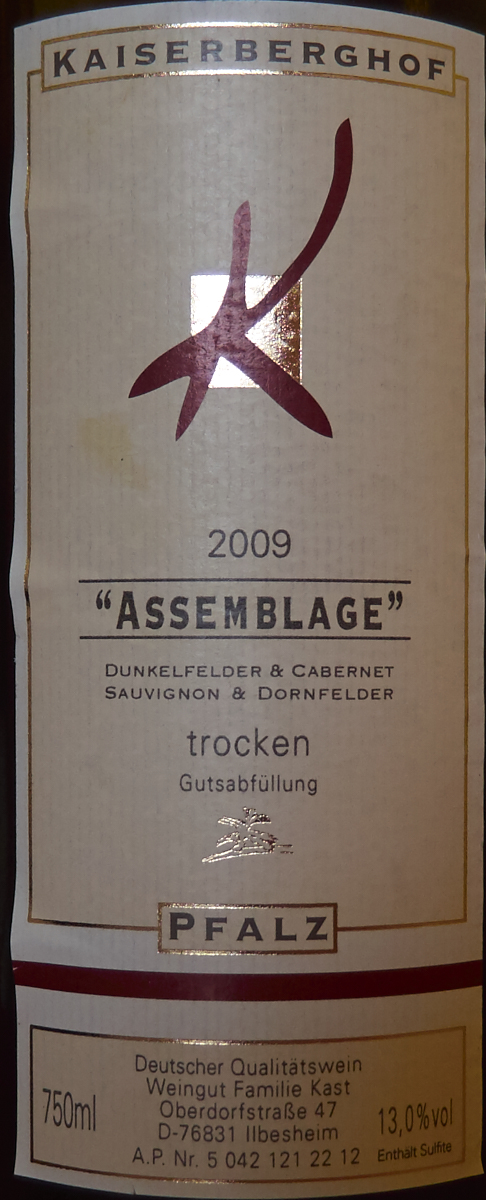 KAISERBERGHOF
2009
“ASSEMBLAGE”
DUNKELFELDER & CABERNET
SAUVIGNON & DORNFELDER
trocken
Gutsabfüllung
PFALZ
750ml
Deutscher Qualitätswein
Weingut Familie Kast
Oberdorfstraße 47
D-76831 Ilbesheim
A.P. Nr. 5 042 121 22 12
13,0%vol
Enthält Sulfite